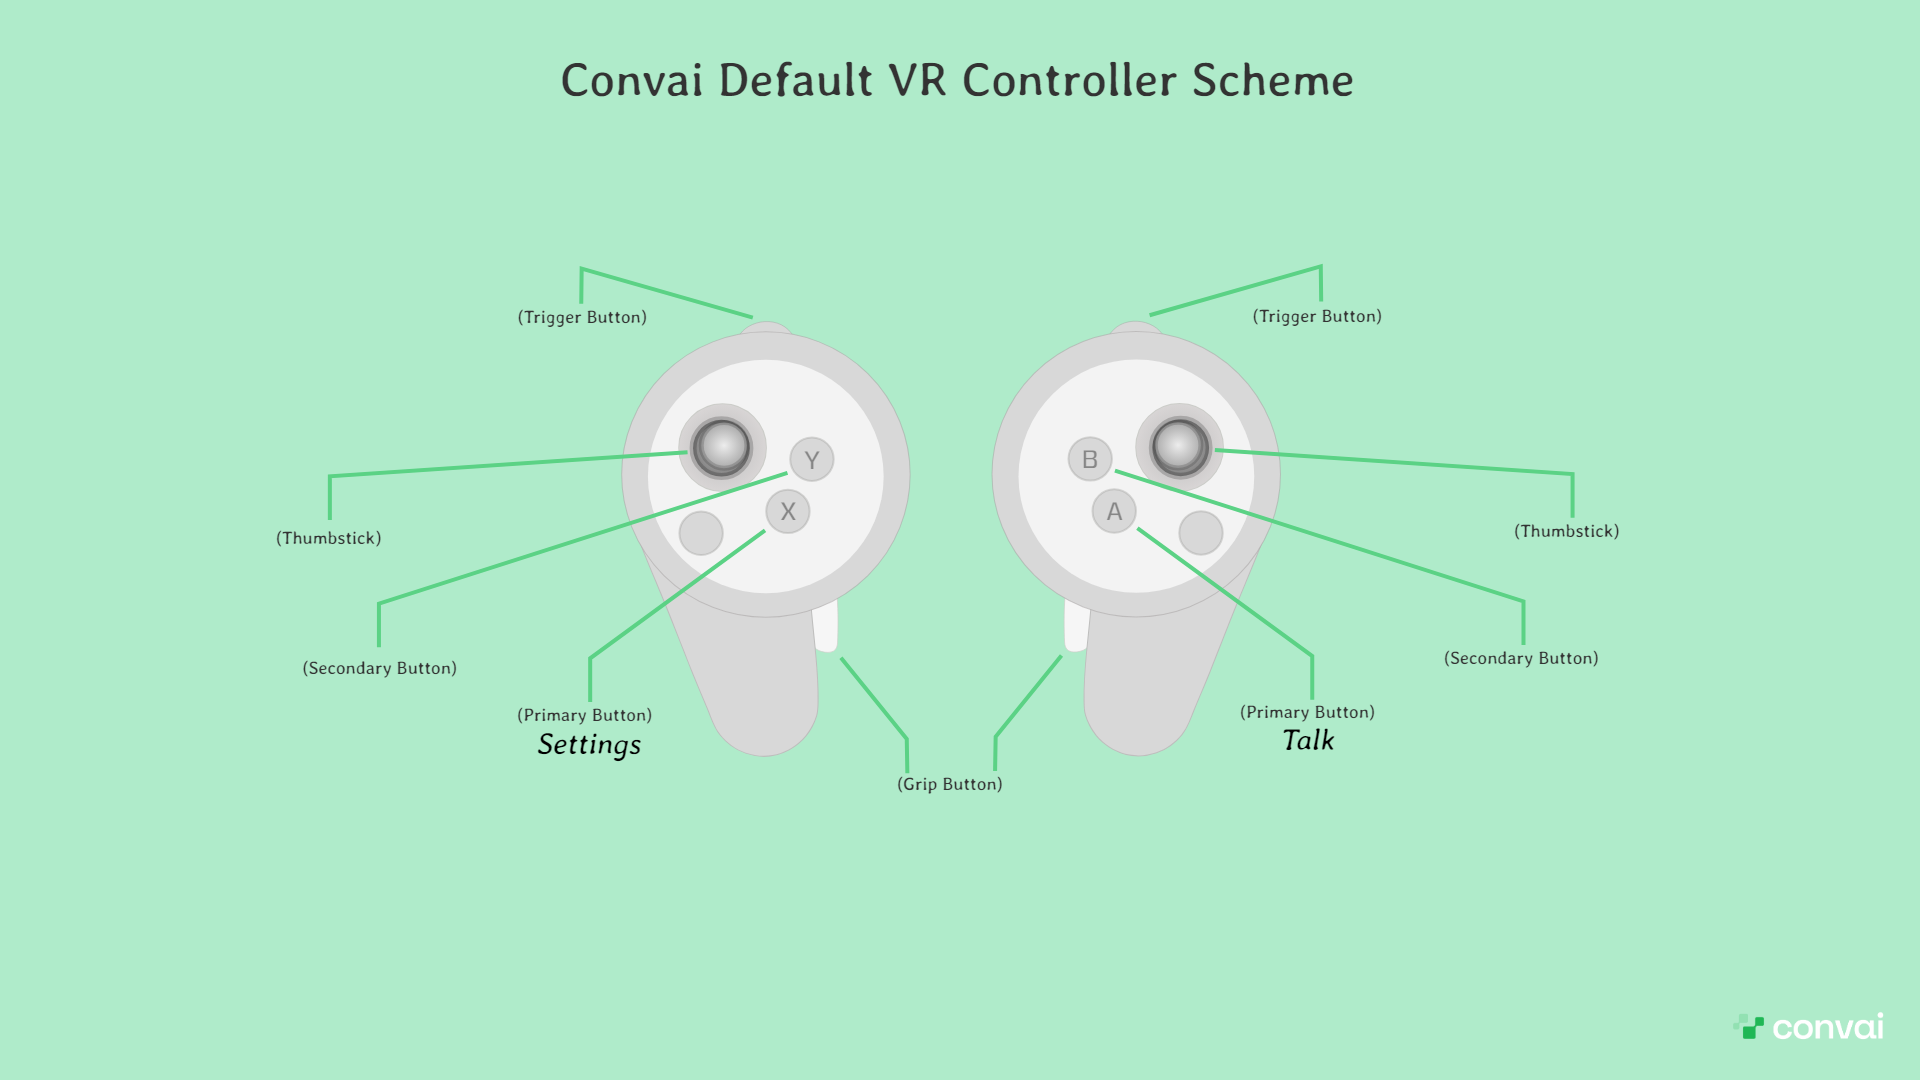 Convai Default VR Controller Scheme
(Trigger Button)
(Trigger Button)
Y
B
X
A
(Thumbstick)
(Thumbstick)
(Secondary Button)
(Secondary Button)
(Primary Button)
Settings
(Primary Button)
Talk
(Grip Button)
convai